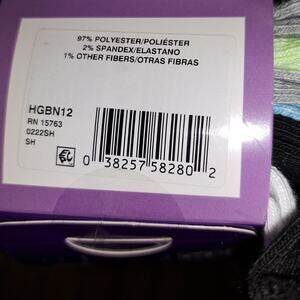 97% POLYESTER/POLIÉSTER
2% SPANDEX/ELASTANO
1% OTHER FIBERS/OTRAS FIBRAS
HGBN12
RN 15763
0222SH
SH
0 38257 58280 2